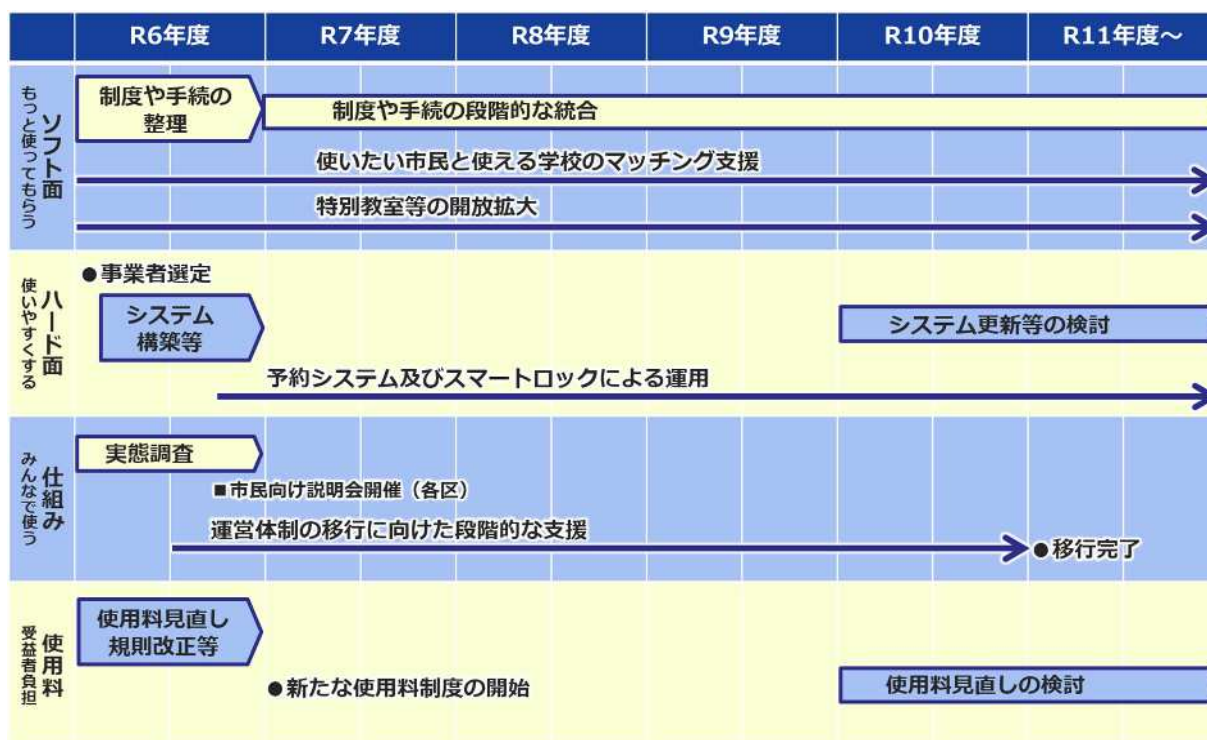 R6年度 R7年度 R8年度 R9年度 R10年度 R11年度～
ソフト面
もっと使ってもらう
制度や手続の
整理
制度や手続の段階的な統合
使いたい市民と使える学校のマッチング支援
特別教室等の開放拡大
ハード面
使いやすくする
●事業者選定
システム
構築等
システム更新等の検討
予約システム及びスマートロックによる運用
仕組み
みんなで使う
実態調査
■市民向け説明会開催（各区）
運営体制の移行に向けた段階的な支援
●移行完了
使用料
受益者負担
使用料見直し
規則改正等
●新たな使用料制度の開始
使用料見直しの検討